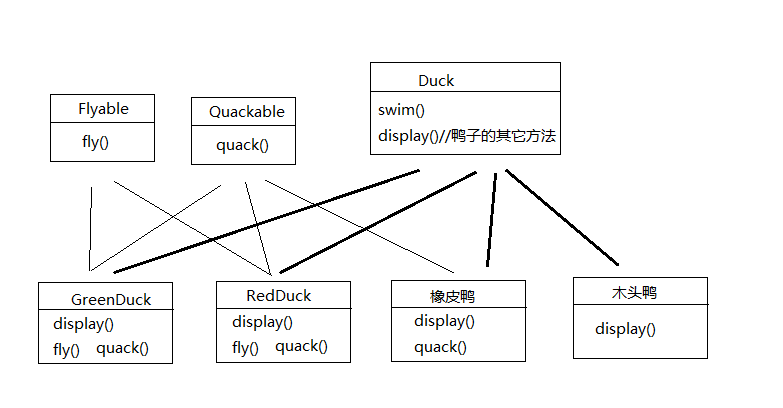 Flyable
fly()
Quackable
quack()
Duck
swim()
display()//鸭子的其它方法
GreenDuck
display()
fly() quack()
RedDuck
display()
fly() quack()
橡皮鸭
display()
quack()
木头鸭
display()